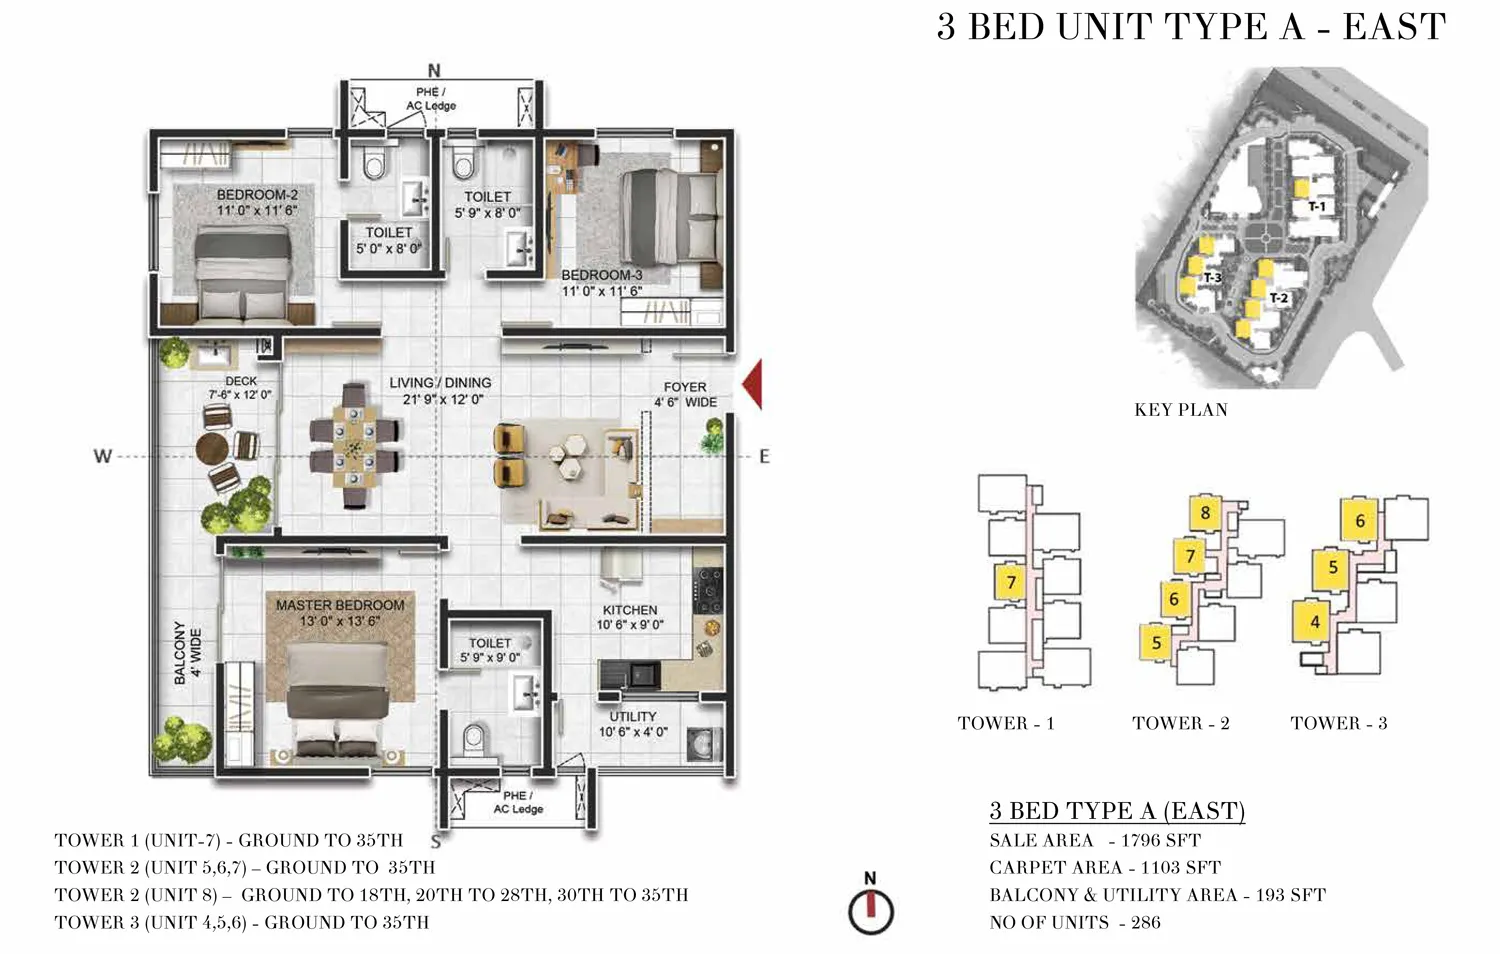 3 BED UNIT TYPE A - EAST
N
PHE /
AC Ledge
BEDROOM-2
11' 0" x 11' 6"
TOILET
5' 0" x 8' 0"
TOILET
5' 9" x 8' 0"
BEDROOM-3
11' 0" x 11' 6"
DECK
7'-6" x 12' 0"
LIVING / DINING
21' 9" x 12' 0"
FOYER
4' 6" WIDE
W
E
MASTER BEDROOM
13' 0" x 13' 6"
BALCONY
4' WIDE
TOILET
5' 9" x 9' 0"
KITCHEN
10' 6" x 9' 0"
UTILITY
10' 6" x 4' 0"
PHE /
AC Ledge
S
T-1
T-3
T-2
KEY PLAN
7
8
7
6
5
6
5
4
TOWER - 1
TOWER - 2
TOWER - 3
TOWER 1 (UNIT-7) - GROUND TO 35TH
TOWER 2 (UNIT 5,6,7) – GROUND TO 35TH
TOWER 2 (UNIT 8) – GROUND TO 18TH, 20TH TO 28TH, 30TH TO 35TH
TOWER 3 (UNIT 4,5,6) - GROUND TO 35TH
N
3 BED TYPE A (EAST)
SALE AREA - 1796 SFT
CARPET AREA - 1103 SFT
BALCONY & UTILITY AREA - 193 SFT
NO OF UNITS - 286